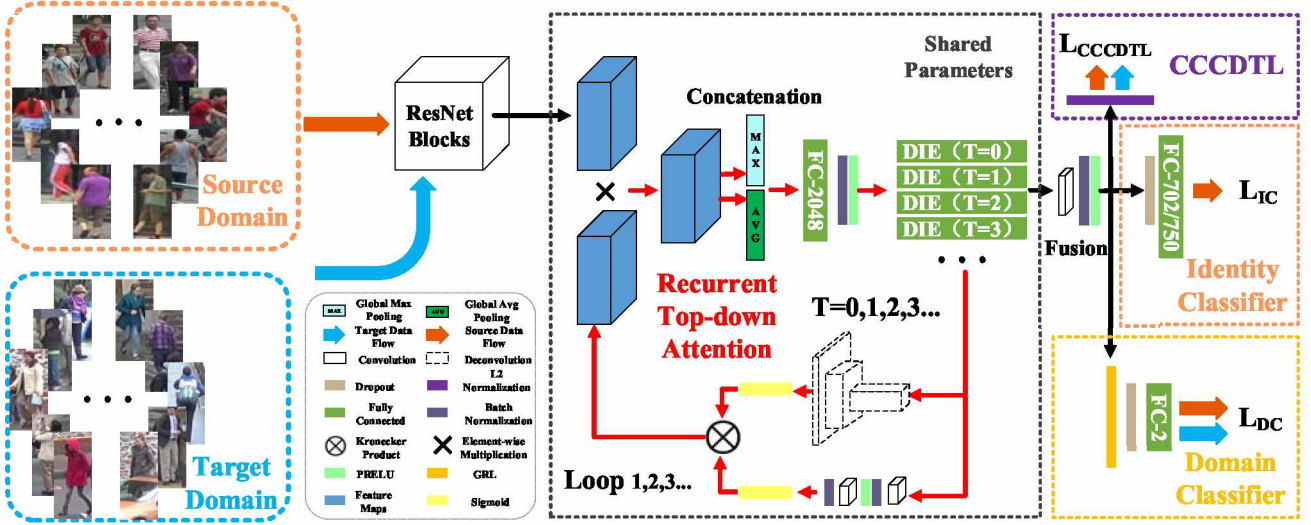 Source
Domain
Target
Domain
ResNet
Blocks
Global Max
Pooling
Global Avg
Pooling
MAX
AVG
Target Data
Flow
Source Data
Flow
Convolution
Deconvolution
Dropout
L2
Normalization
Fully
Connected
Batch
Normalization
Kronecker
Product
Element-wise
Multiplication
PRELU
GRL
Feature
Maps
Sigmoid
Shared
Parameters
Concatenation
MAX
AVG
FC-2048
DIE (T=0)
DIE (T=1)
DIE (T=2)
DIE (T=3)
Recurrent
Top-down
Attention
T=0,1,2,3...
Loop 1,2,3...
Fusion
LCCCDTL
CCCDTL
FC-702/750
LIC
Identity
Classifier
FC-2
LDC
Domain
Classifier